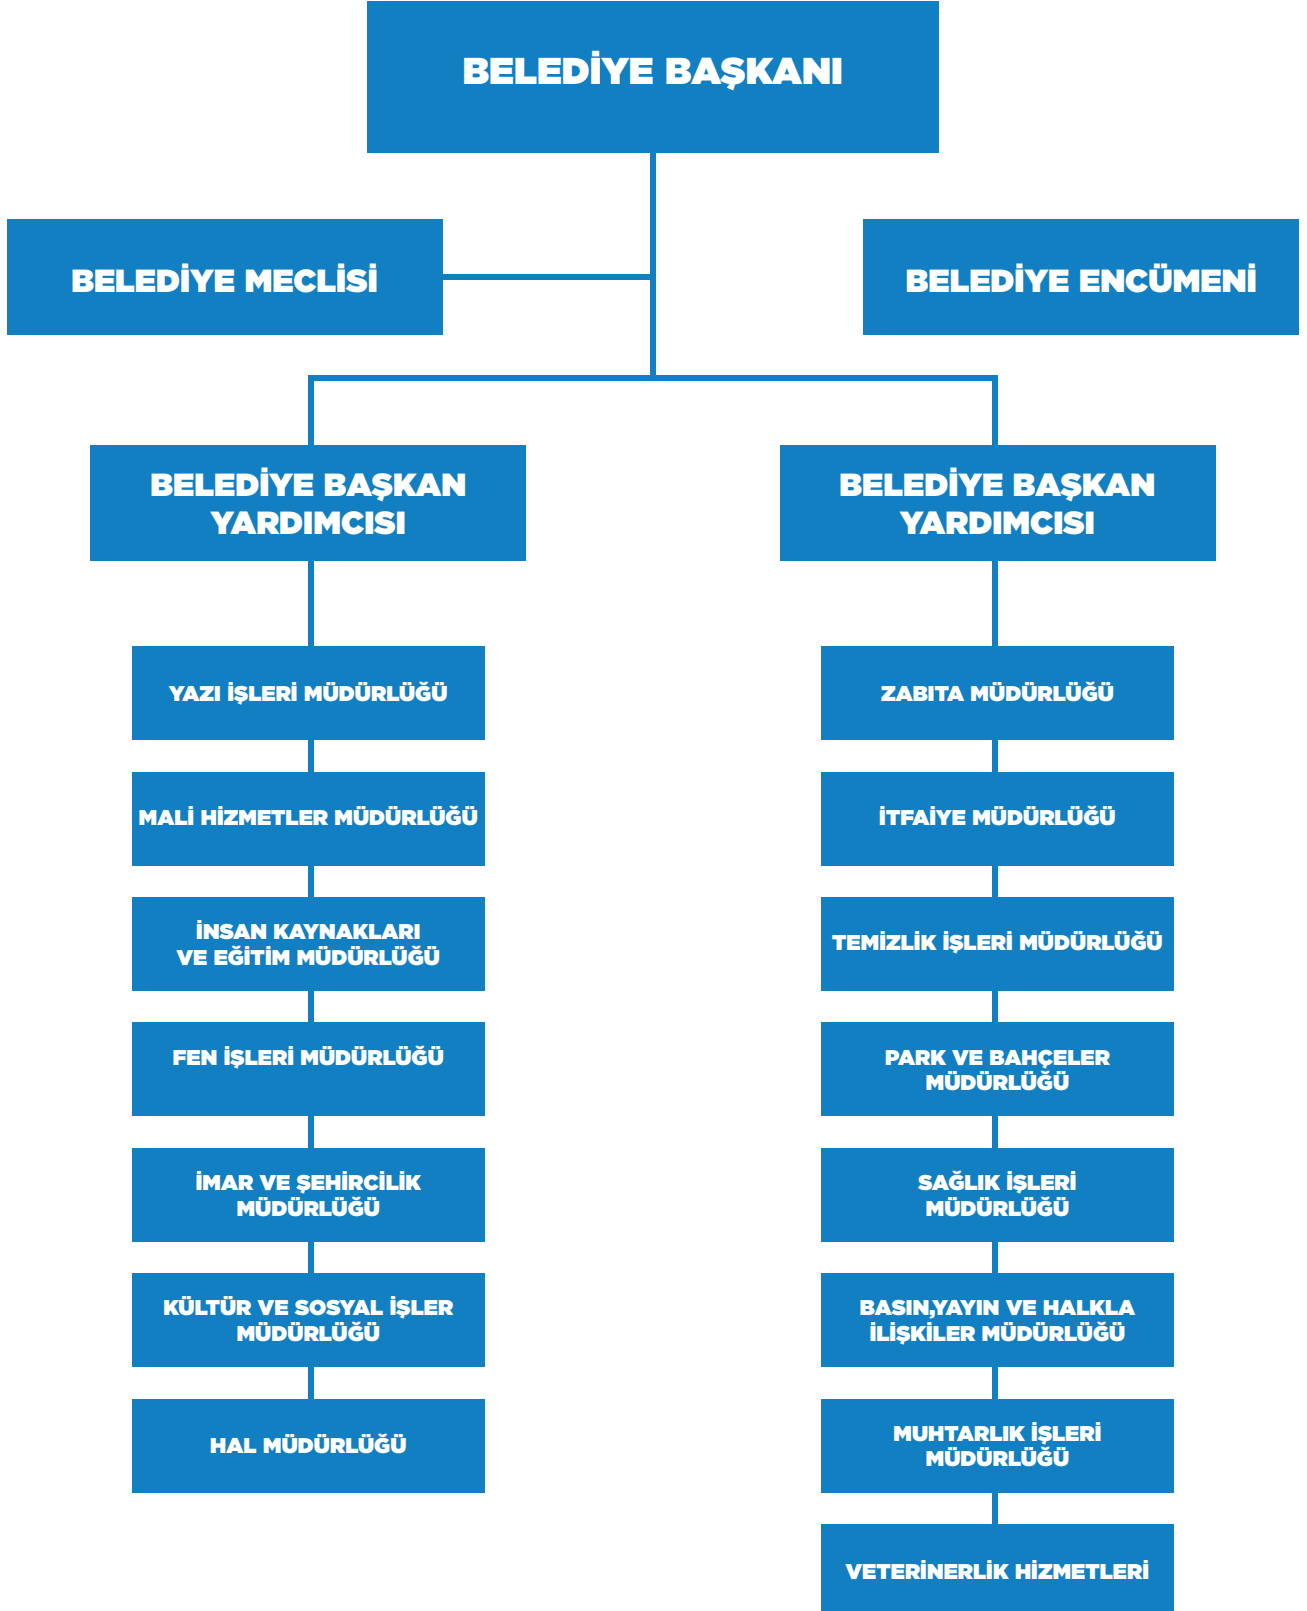 BELEDİYE BAŞKANI
BELEDİYE MECLİSİ
BELEDİYE ENCÜMENİ
BELEDİYE BAŞKAN
YARDIMCISI
YAZI İŞLERİ MÜDÜRLÜĞÜ
MALİ HİZMETLER MÜDÜRLÜĞÜ
İNSAN KAYNAKLARI
VE EĞİTİM MÜDÜRLÜĞÜ
FEN İŞLERİ MÜDÜRLÜĞÜ
İMAR VE ŞEHİRCİLİK
MÜDÜRLÜĞÜ
KÜLTÜR VE SOSYAL İŞLER
MÜDÜRLÜĞÜ
HAL MÜDÜRLÜĞÜ
BELEDİYE BAŞKAN
YARDIMCISI
ZABITA MÜDÜRLÜĞÜ
İTFAİYE MÜDÜRLÜĞÜ
TEMİZLİK İŞLERİ MÜDÜRLÜĞÜ
PARK VE BAHÇELER
MÜDÜRLÜĞÜ
SAĞLIK İŞLERİ
MÜDÜRLÜĞÜ
BASIN,YAYIN VE HALKLA
İLİŞKİLER MÜDÜRLÜĞÜ
MUHTARLIK İŞLERİ
MÜDÜRLÜĞÜ
VETERİNERLİK HİZMETLERİ